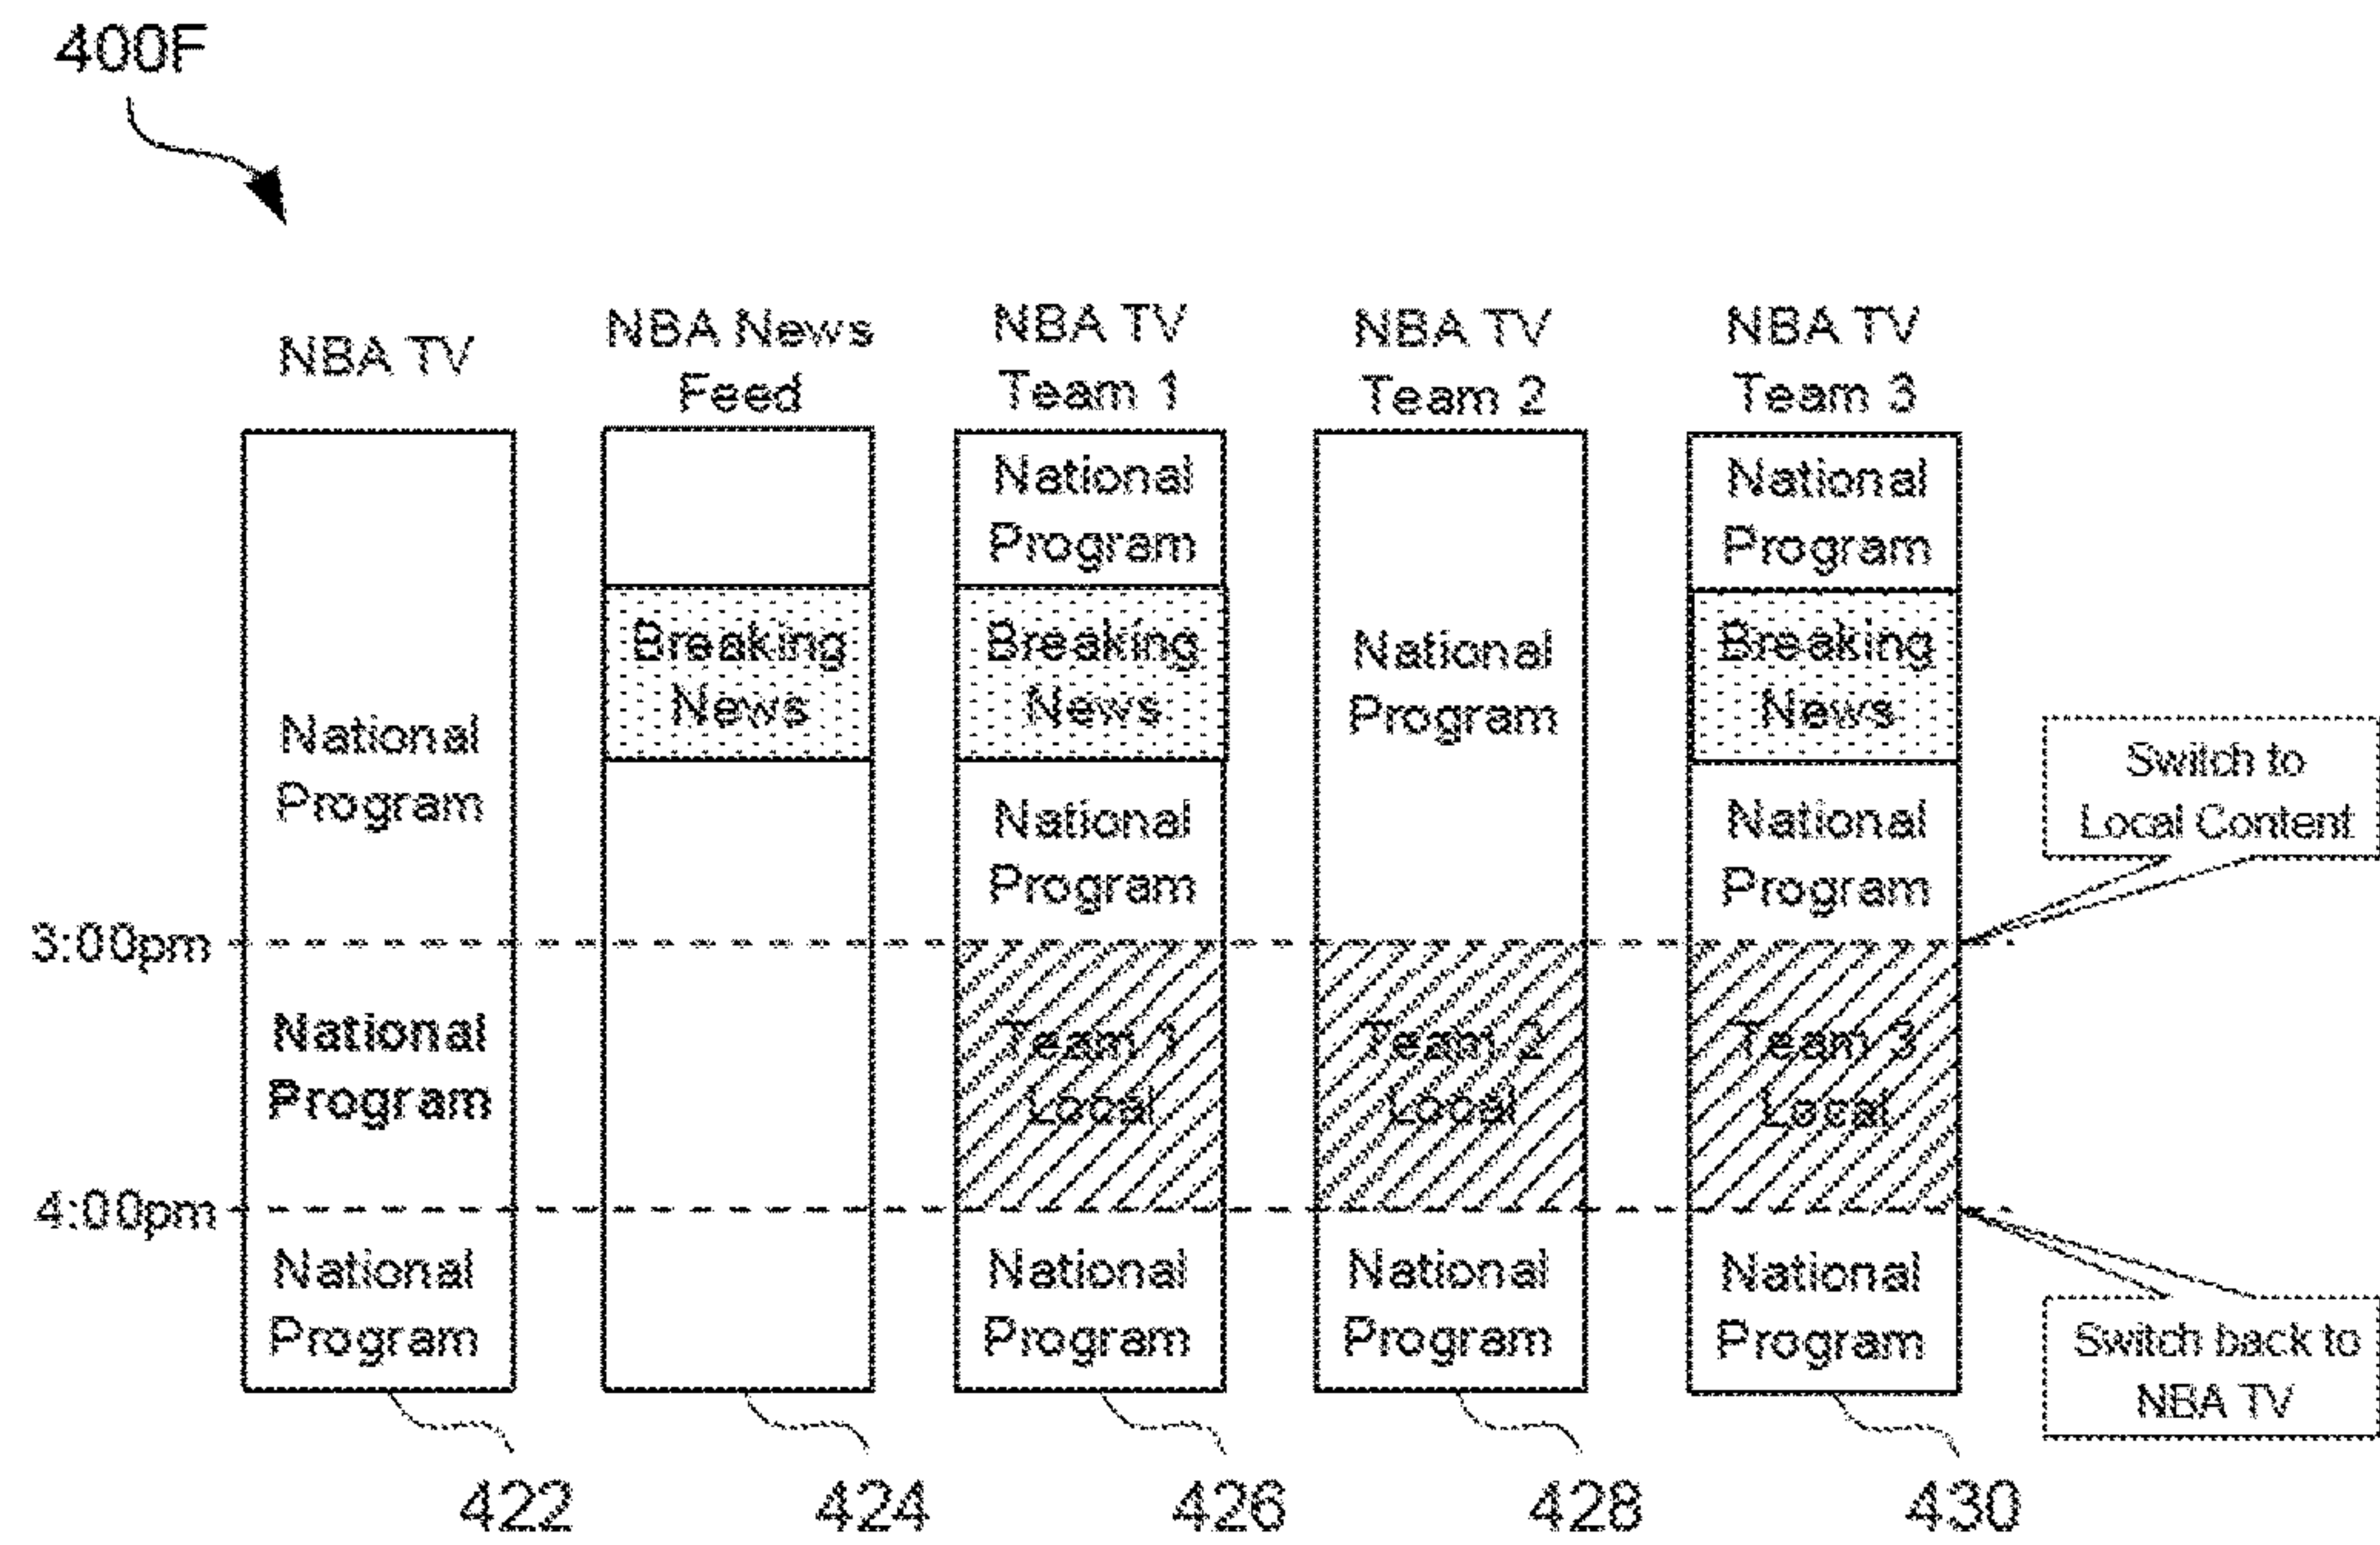 400F
NBA TV
NBA News
Feed
NBA TV
Team 1
NBA TV
Team 2
NBA TV
Team 3
National
Program
National
Program
4:00pm
3:00pm
National
Program
Breaking
News
National
Program
Breaking
News
National
Program
Team 1
Local
National
Program
National
Program
Team 2
Local
National
Program
National
Program
Breaking
News
National
Program
Team 3
Local
National
Program
Switch to
Local Content
Switch back to
NBA TV
422
424
426
428
430